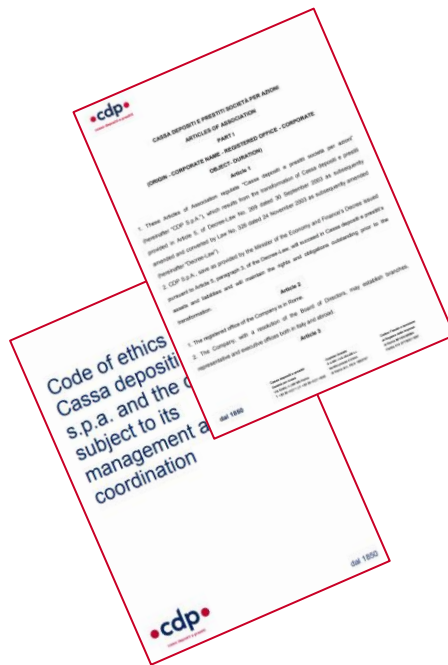 cdp
CASSA DEPOSITI E PRESTITI SOCIETÀ PER AZIONI
ARTICLES OF ASSOCIATION
PART I
(ORIGIN - CORPORATE NAME - REGISTERED OFFICE - CORPORATE
OBJECT - DURATION)
Article 1
1. These Articles of Association regulate "Cassa depositi e prestiti società per azioni"
(hereinafter "CDP S.p.A."), which results from the transformation of Cassa depositi e prestiti
provided in Article 5, of Decree-Law No. 269 dated 30 September 2003 as subsequently
amended and converted by Law No. 326 dated 24 November 2003 as subsequently amended
(hereinafter "Decree-Law").
2. CDP S.p.A., save as provided by the Minister of the Economy and Finance's Decree issued
pursuant to Article 5, paragraph 3, of the Decree-Law, will succeed in Cassa depositi e prestiti's
assets and liabilities and will maintain the rights and obligations outstanding prior to the
transformation.
Article 2
1. The registered office of the Company is in Rome.
2. The Company, with a resolution of the Board of Directors, may establish branches,
representative and executive offices both in Italy and abroad.
Article 3
dal 1850
Code of ethics
Cassa depositi
s.p.a. and the
subject to its
management a
coordination
dal 1850
cdp